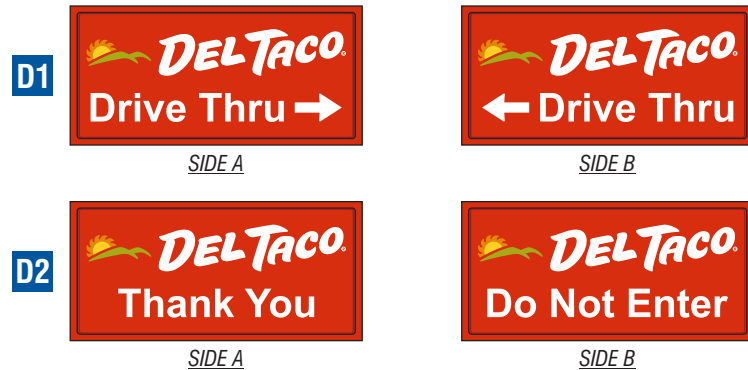 D1
DEL TACO®
Drive Thru →
SIDE A
DEL TACO®
← Drive Thru
SIDE B
D2
DEL TACO®
Thank You
SIDE A
DEL TACO®
Do Not Enter
SIDE B